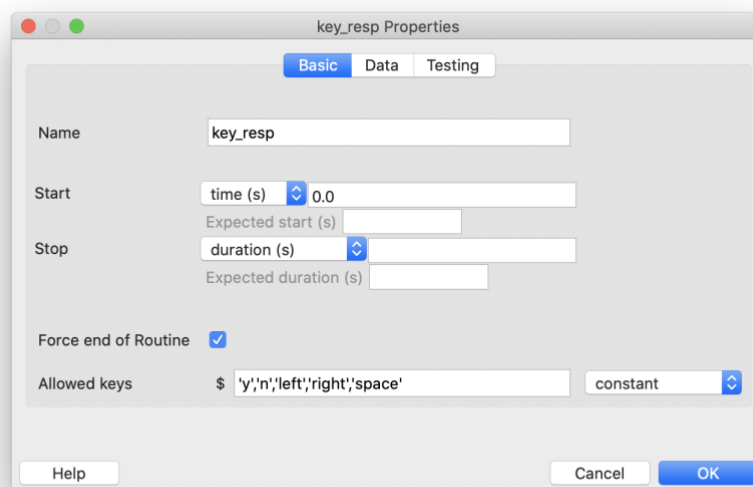 key_resp Properties
Basic Data Testing
Name key_resp
Start time (s) 0.0
Expected start (s)
Stop duration (s)
Expected duration (s)
Force end of Routine
Allowed keys $ 'y','n','left','right','space' constant
Help Cancel OK